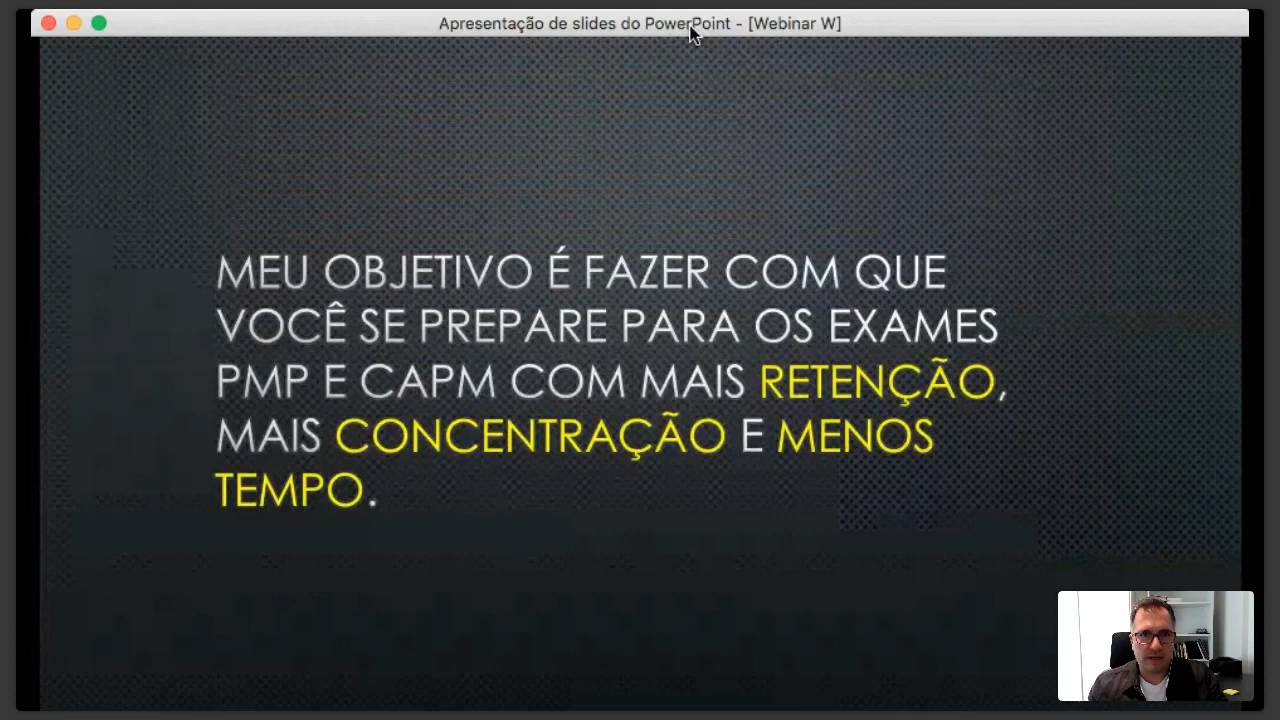 Apresentação de slides do PowerPoint - [Webinar W]
MEU OBJETIVO É FAZER COM QUE
VOCÊ SE PREPARE PARA OS EXAMES
PMP E CAPM COM MAIS RETENÇÃO,
MAIS CONCENTRAÇÃO E MENOS
TEMPO.